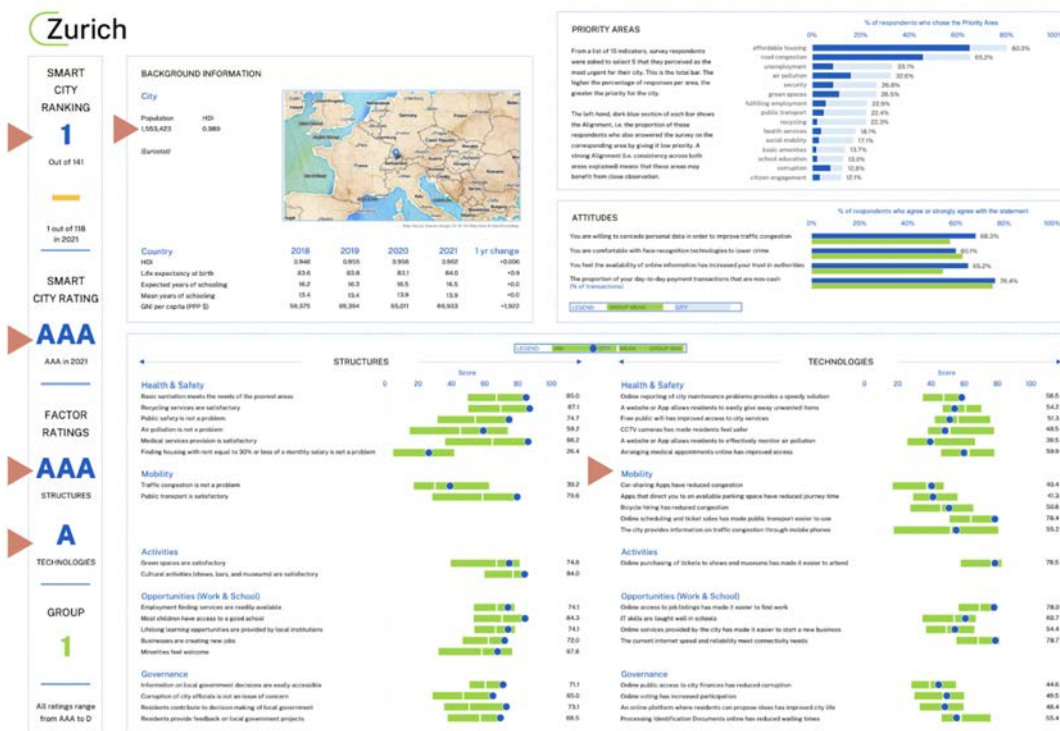 Zurich
SMART
CITY
RANKING
1
Out of 141
1 out of 118
in 2021
SMART
CITY RATING
AAA
AAA in 2021
FACTOR
RATINGS
AAA
STRUCTURES
A
TECHNOLOGIES
GROUP
1
All ratings range
from AAA to D
BACKGROUND INFORMATION
City
Population HDI
1,553,423 0.989
(Eurostat)
Country 2018 2019 2020 2021 1 yr change
HDI 0.956 0.962 +0.006
Life expectancy at birth 83.6 83.8 83.1 84.0 +0.9
Expected years of schooling 16.2 16.3 16.5 16.5 +0.0
Mean years of schooling 13.4 13.4 13.9 13.9 +0.0
GNI per capita (PPP $) 65,011 66,933 +1,922
PRIORITY AREAS
From a list of 15 indicators, survey respondents
were asked to select 5 that they perceived as the
most urgent for their city. This is the total bar. The
higher the percentage of responses per area, the
greater the priority for the city.
The left-hand, dark-blue section of each bar shows
the Alignment, i.e. the proportion of these
respondents who also answered the survey on the
corresponding area by giving it low priority. A
strong Alignment (i.e. consistency across both
areas explained) means that these areas may
benefit from close observation.
% of respondents who chose the Priority Area
0% 20% 40% 60% 80% 100%
affordable housing 80.3%
road congestion 65.2%
unemployment 33.1%
air pollution 32.6%
security 26.8%
green spaces 26.5%
fulfilling employment 22.9%
public transport 22.4%
recycling 22.3%
health services 18.1%
social mobility 17.1%
basic amenities 13.7%
school education 13.0%
corruption 12.8%
citizen engagement 12.1%
ATTITUDES
% of respondents who agree or strongly agree with the statement
0% 20% 40% 60% 80% 100%
You are willing to concede personal data in order to improve traffic congestion 68.3%
You are comfortable with face recognition technologies to lower crime 60.1%
You feel the availability of online information has increased your trust in authorities 65.2%
The proportion of your day-to-day payment transactions that are non-cash 76.4%
(% of transactions)
LEGEND: GROUP MEAN CITY
LEGEND: MIN CITY MEAN GROUP MAX
STRUCTURES
Score
0 20 40 60 80 100
Health & Safety
Basic sanitation meets the needs of the poorest areas 85.0
Recycling services are satisfactory 87.1
Public safety is not a problem 74.7
Air pollution is not a problem 59.2
Medical services provision is satisfactory 86.2
Finding housing with rent equal to 30% or less of a monthly salary is not a problem 26.4
Mobility
Traffic congestion is not a problem 39.2
Public transport is satisfactory 79.6
Activities
Green spaces are satisfactory 74.8
Cultural activities (shows, bars, and museums) are satisfactory 84.0
Opportunities (Work & School)
Employment finding services are readily available 74.1
Most children have access to a good school 84.3
Lifelong learning opportunities are provided by local institutions 74.1
Businesses are creating new jobs 72.0
Minorities feel welcome 67.8
Governance
Information on local government decisions are easily accessible 71.1
Corruption of city officials is not an issue of concern 65.0
Residents contribute to decision making of local government 73.1
Residents provide feedback on local government projects 69.5
TECHNOLOGIES
Score
0 20 40 60 80 100
Health & Safety
Online reporting of city maintenance problems provides a speedy solution 58.5
A website or App allows residents to easily give away unwanted items 54.2
Free public wifi has improved access to city services 51.3
CCTV cameras has made residents feel safer 48.5
A website or App allows residents to effectively monitor air pollution 39.5
Arranging medical appointments online has improved access 59.9
Mobility
Car-sharing Apps have reduced congestion 40.4
Apps that direct you to an available parking space have reduced journey time 41.3
Bicycle hiring has reduced congestion 50.8
Online scheduling and ticket sales has made public transport easier to use 78.4
The city provides information on traffic congestion through mobile phones 55.2
Activities
Online purchasing of tickets to shows and museums has made it easier to attend 78.5
Opportunities (Work & School)
Online access to job listings has made it easier to find work 78.0
IT skills are taught well in schools 60.7
Online services provided by the city has made it easier to start a new business 54.4
The current internet speed and reliability meet connectivity needs 78.7
Governance
Online public access to city finances has reduced corruption 44.6
Online voting has increased participation 49.5
An online platform where residents can propose ideas has improved city life 48.4
Processing Identification Documents online has reduced waiting times 55.4